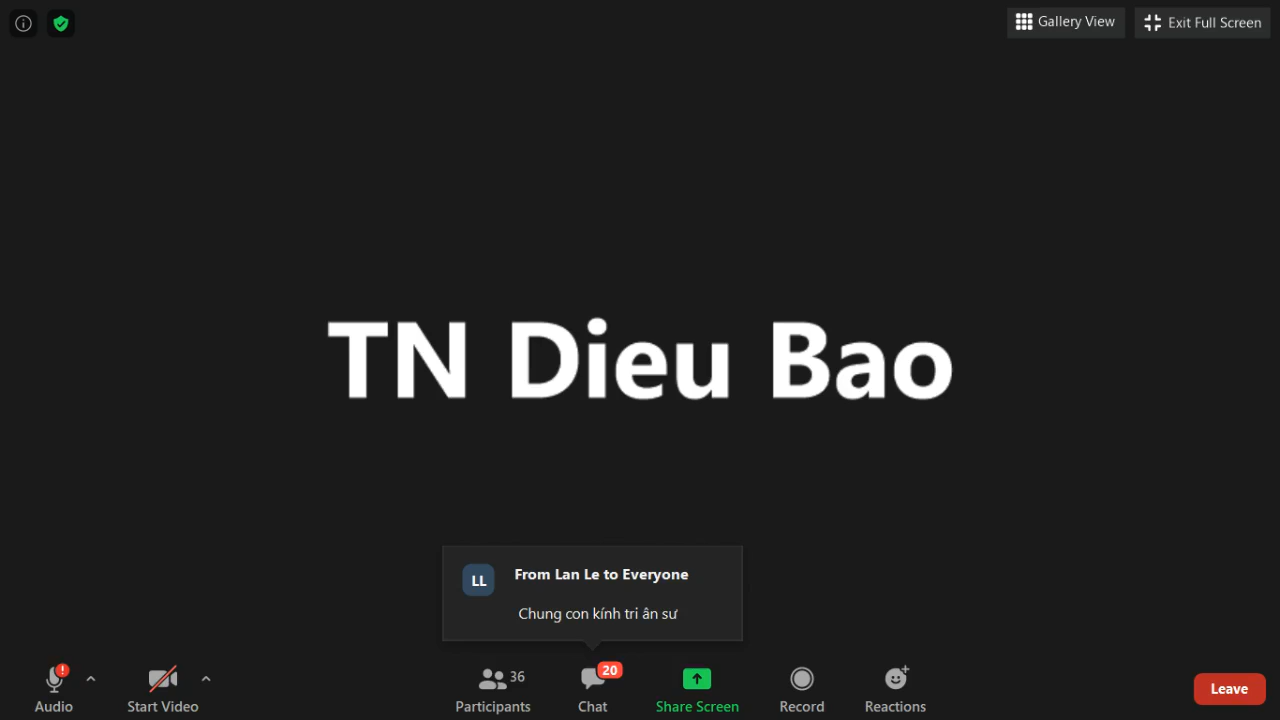 Gallery View
Exit Full Screen
TN Dieu Bao
LL
From Lan Le to Everyone
Chung con kính tri ân sư
Audio
Start Video
36
Participants
20
Chat
Share Screen
Record
Reactions
Leave